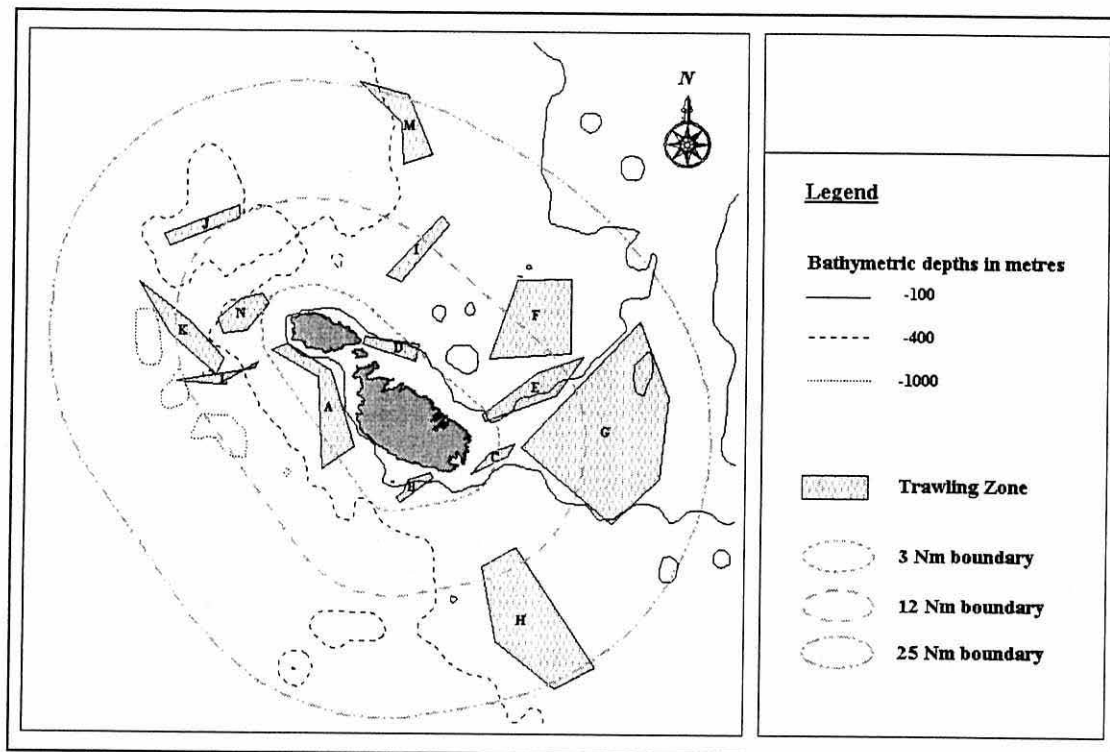 N
M
J
I
K
N
F
D
L
E
A
G
C
B
H
Legend
Bathymetric depths in metres
-100
-400
-1000
Trawling Zone
3 Nm boundary
12 Nm boundary
25 Nm boundary